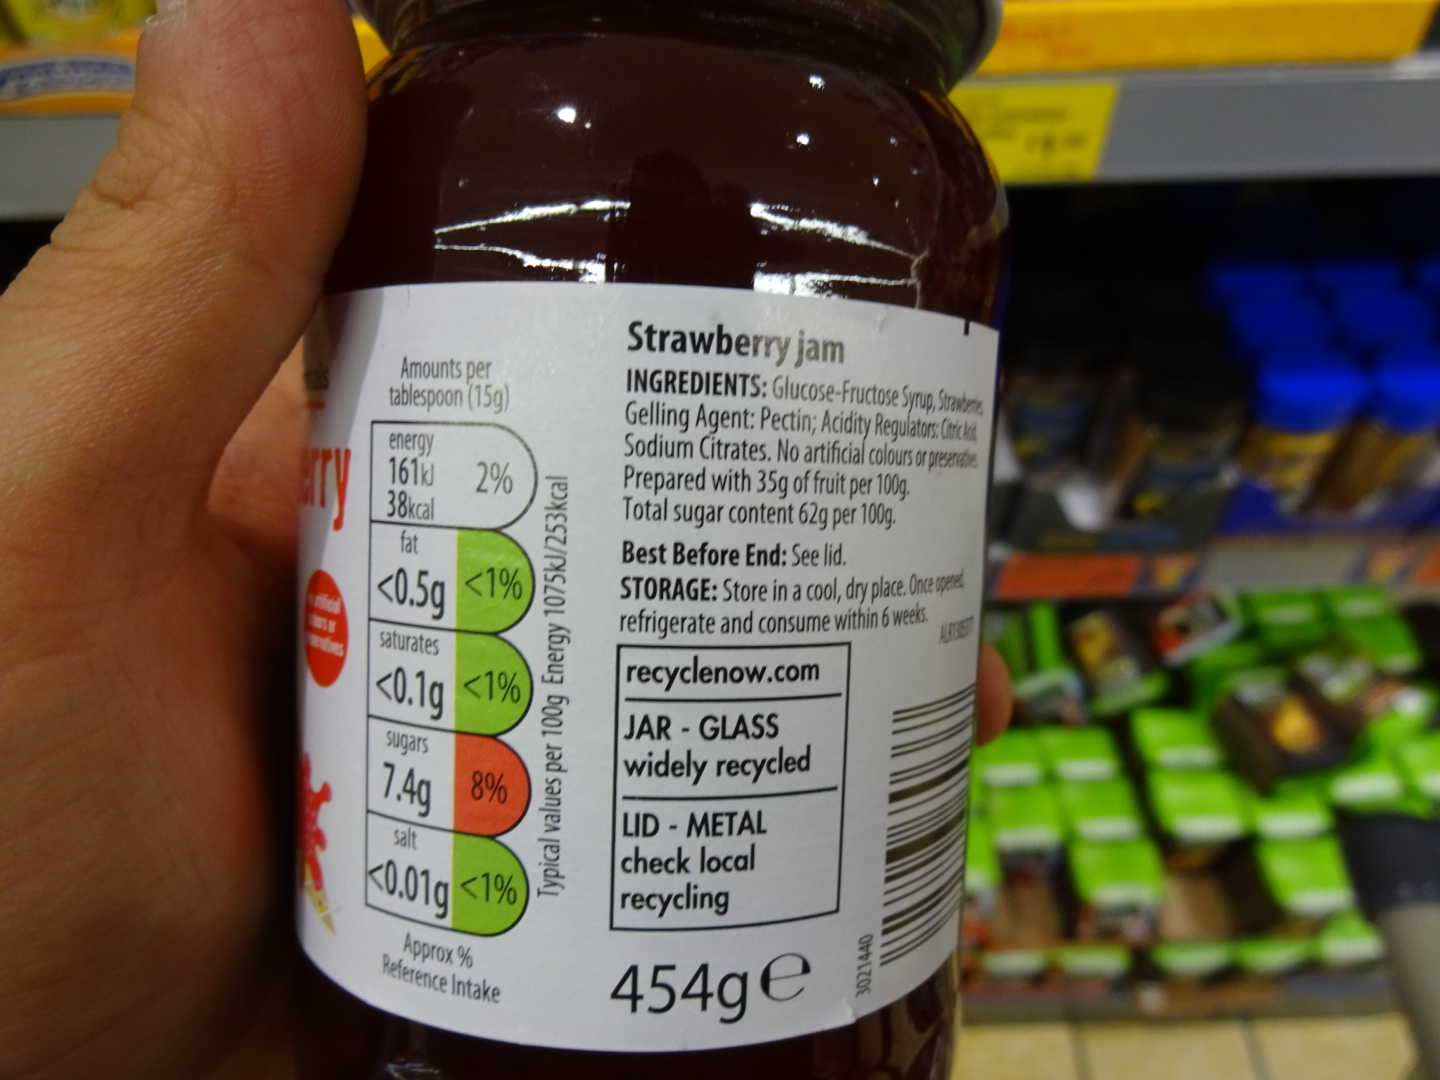 Amounts per
tablespoon (15g)
energy
161kJ
38kcal
2%
fat
<0.5g
<1%
saturates
<0.1g
<1%
sugars
7.4g
8%
salt
<0.01g
<1%
Approx %
Reference Intake
Typical values per 100g Energy 1075kJ/253kcal
Strawberry jam
INGREDIENTS: Glucose-Fructose Syrup, Strawberries,
Gelling Agent: Pectin; Acidity Regulators: Citric Acid,
Sodium Citrates. No artificial colours or preservatives.
Prepared with 35g of fruit per 100g.
Total sugar content 62g per 100g.
Best Before End: See lid.
STORAGE: Store in a cool, dry place. Once opened,
refrigerate and consume within 6 weeks.
recyclenow.com
JAR - GLASS
widely recycled
LID - METAL
check local
recycling
454g e
3021440